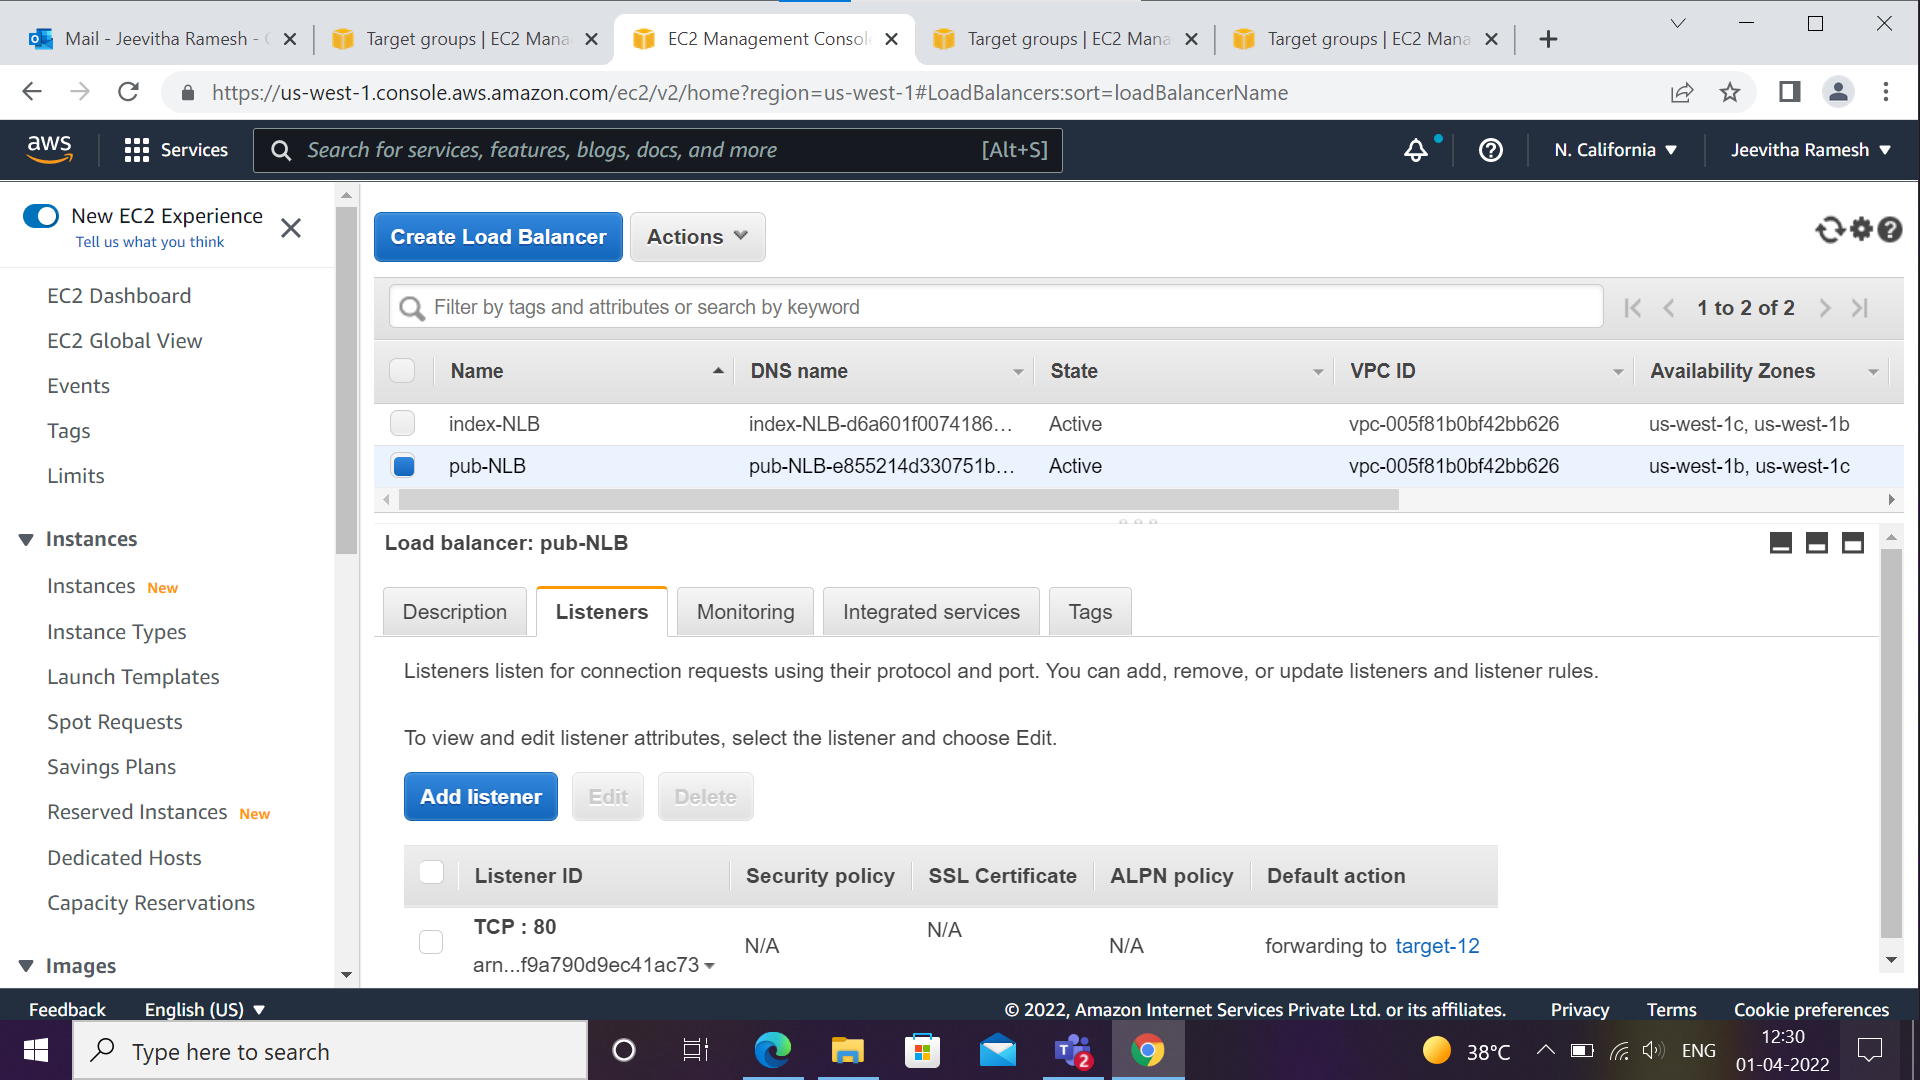 Mail - Jeevitha Ramesh -
Target groups | EC2 Mana
EC2 Management Consol
Target groups | EC2 Mana
Target groups | EC2 Mana
https://us-west-1.console.aws.amazon.com/ec2/v2/home?region=us-west-1#LoadBalancers:sort=loadBalancerName
aws
Services
Search for services, features, blogs, docs, and more
[Alt+S]
N. California
Jeevitha Ramesh
New EC2 Experience
Tell us what you think
EC2 Dashboard
EC2 Global View
Events
Tags
Limits
Instances
Instances New
Instance Types
Launch Templates
Spot Requests
Savings Plans
Reserved Instances New
Dedicated Hosts
Capacity Reservations
Images
Create Load Balancer
Actions
Filter by tags and attributes or search by keyword
1 to 2 of 2
Name DNS name State VPC ID Availability Zones
index-NLB index-NLB-d6a601f0074186... Active vpc-005f81b0bf42bb626 us-west-1c, us-west-1b
pub-NLB pub-NLB-e855214d330751b... Active vpc-005f81b0bf42bb626 us-west-1b, us-west-1c
Load balancer: pub-NLB
Description Listeners Monitoring Integrated services Tags
Listeners listen for connection requests using their protocol and port. You can add, remove, or update listeners and listener rules.
To view and edit listener attributes, select the listener and choose Edit.
Add listener Edit Delete
Listener ID Security policy SSL Certificate ALPN policy Default action
TCP : 80
arn...f9a790d9ec41ac73
N/A
N/A
N/A
forwarding to target-12
Feedback
English (US)
© 2022, Amazon Internet Services Private Ltd. or its affiliates.
Privacy
Terms
Cookie preferences
Type here to search
T
2
38°C
ENG
12:30
01-04-2022